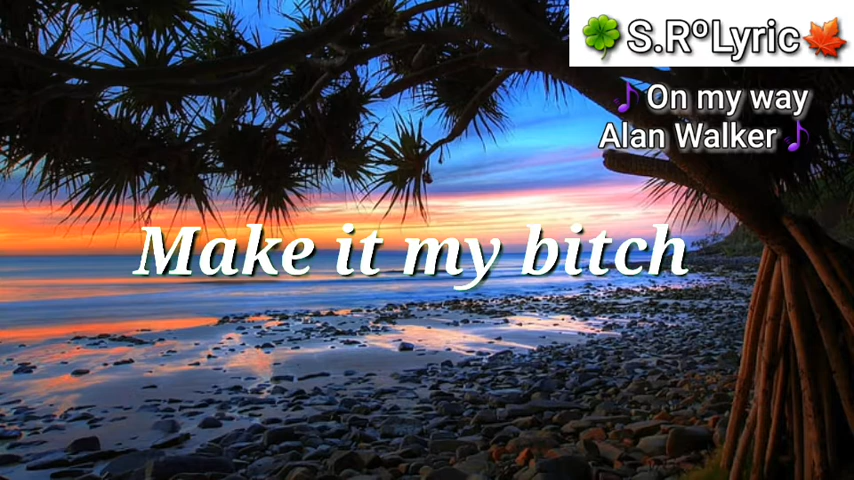 🍀S.RºLyric🍁
♪ On my way
Alan Walker ♪
Make it my bitch